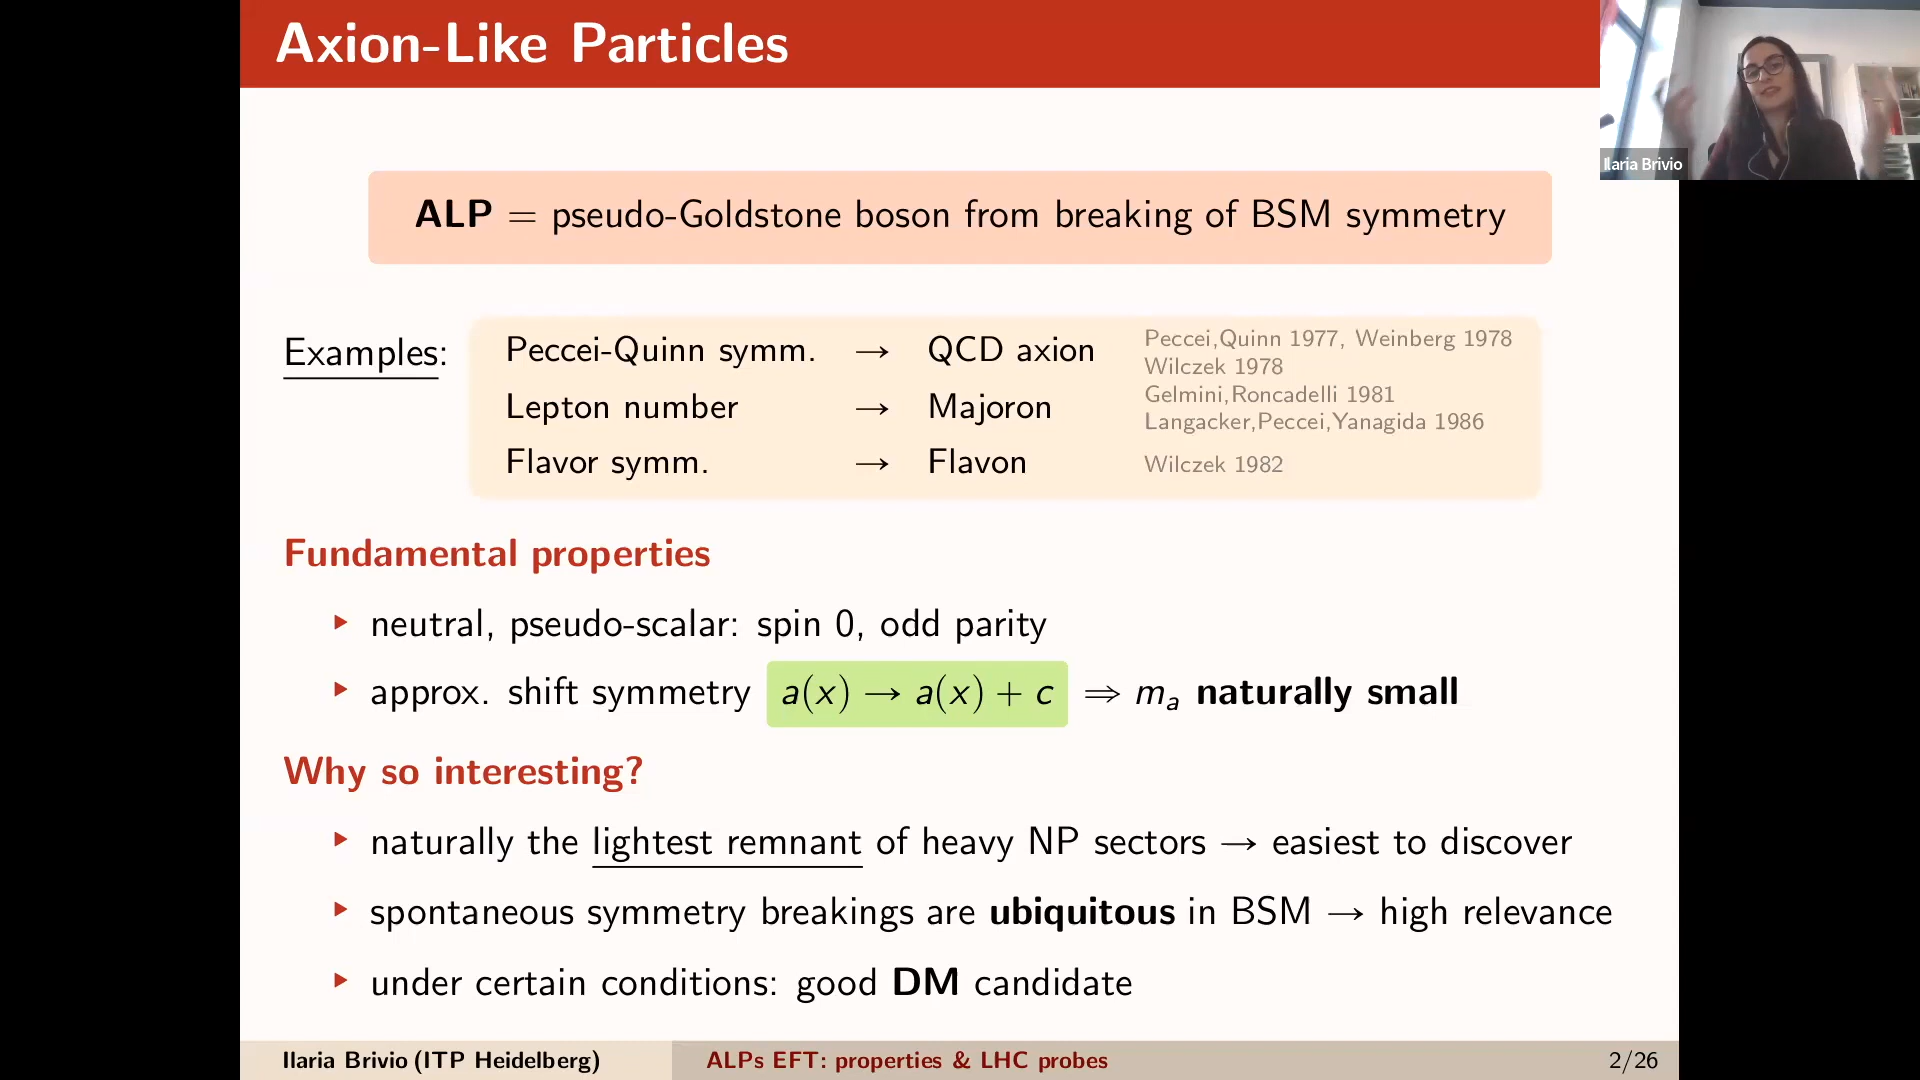 Axion-Like Particles
Ilaria Brivio
ALP = pseudo-Goldstone boson from breaking of BSM symmetry
Examples:
Peccei-Quinn symm. → QCD axion Peccei,Quinn 1977, Weinberg 1978
Wilczek 1978
Lepton number → Majoron Gelmini,Roncadelli 1981
Langacker,Peccei,Yanagida 1986
Flavor symm. → Flavon Wilczek 1982
Fundamental properties
▸ neutral, pseudo-scalar: spin 0, odd parity
▸ approx. shift symmetry a(x) → a(x) + c ⇒ mₐ naturally small
Why so interesting?
▸ naturally the lightest remnant of heavy NP sectors → easiest to discover
▸ spontaneous symmetry breakings are ubiquitous in BSM → high relevance
▸ under certain conditions: good DM candidate
Ilaria Brivio (ITP Heidelberg) ALPs EFT: properties & LHC probes 2/26